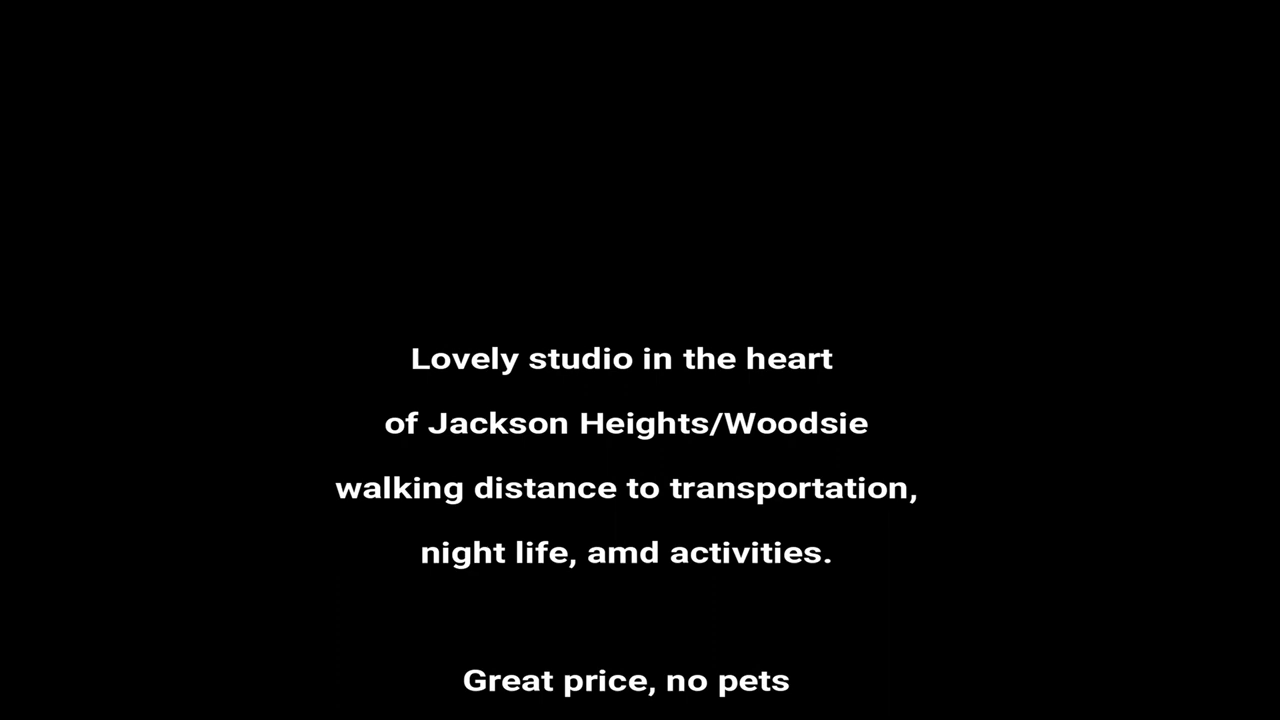 Lovely studio in the heart
of Jackson Heights/Woodsie
walking distance to transportation,
night life, amd activities.
Great price, no pets